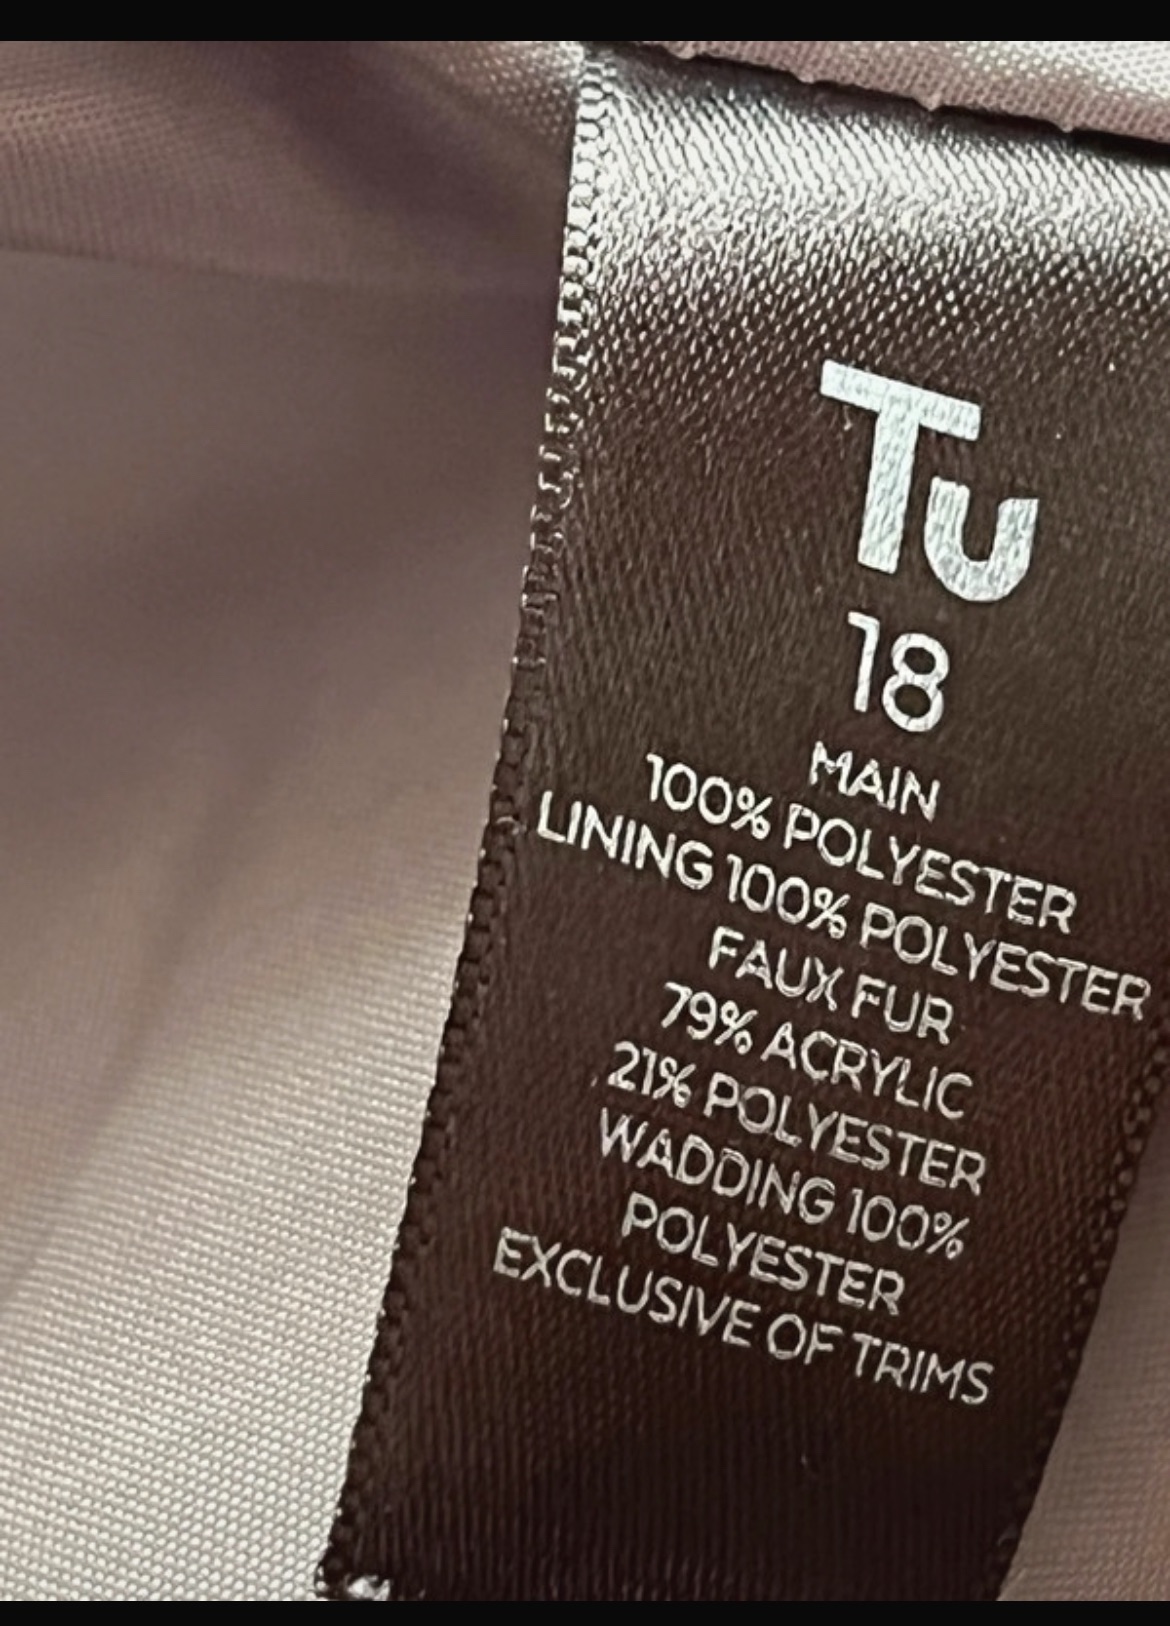 Tu
18
MAIN
100% POLYESTER
LINING 100% POLYESTER
FAUX FUR
79% ACRYLIC
21% POLYESTER
WADDING 100%
POLYESTER
EXCLUSIVE OF TRIMS